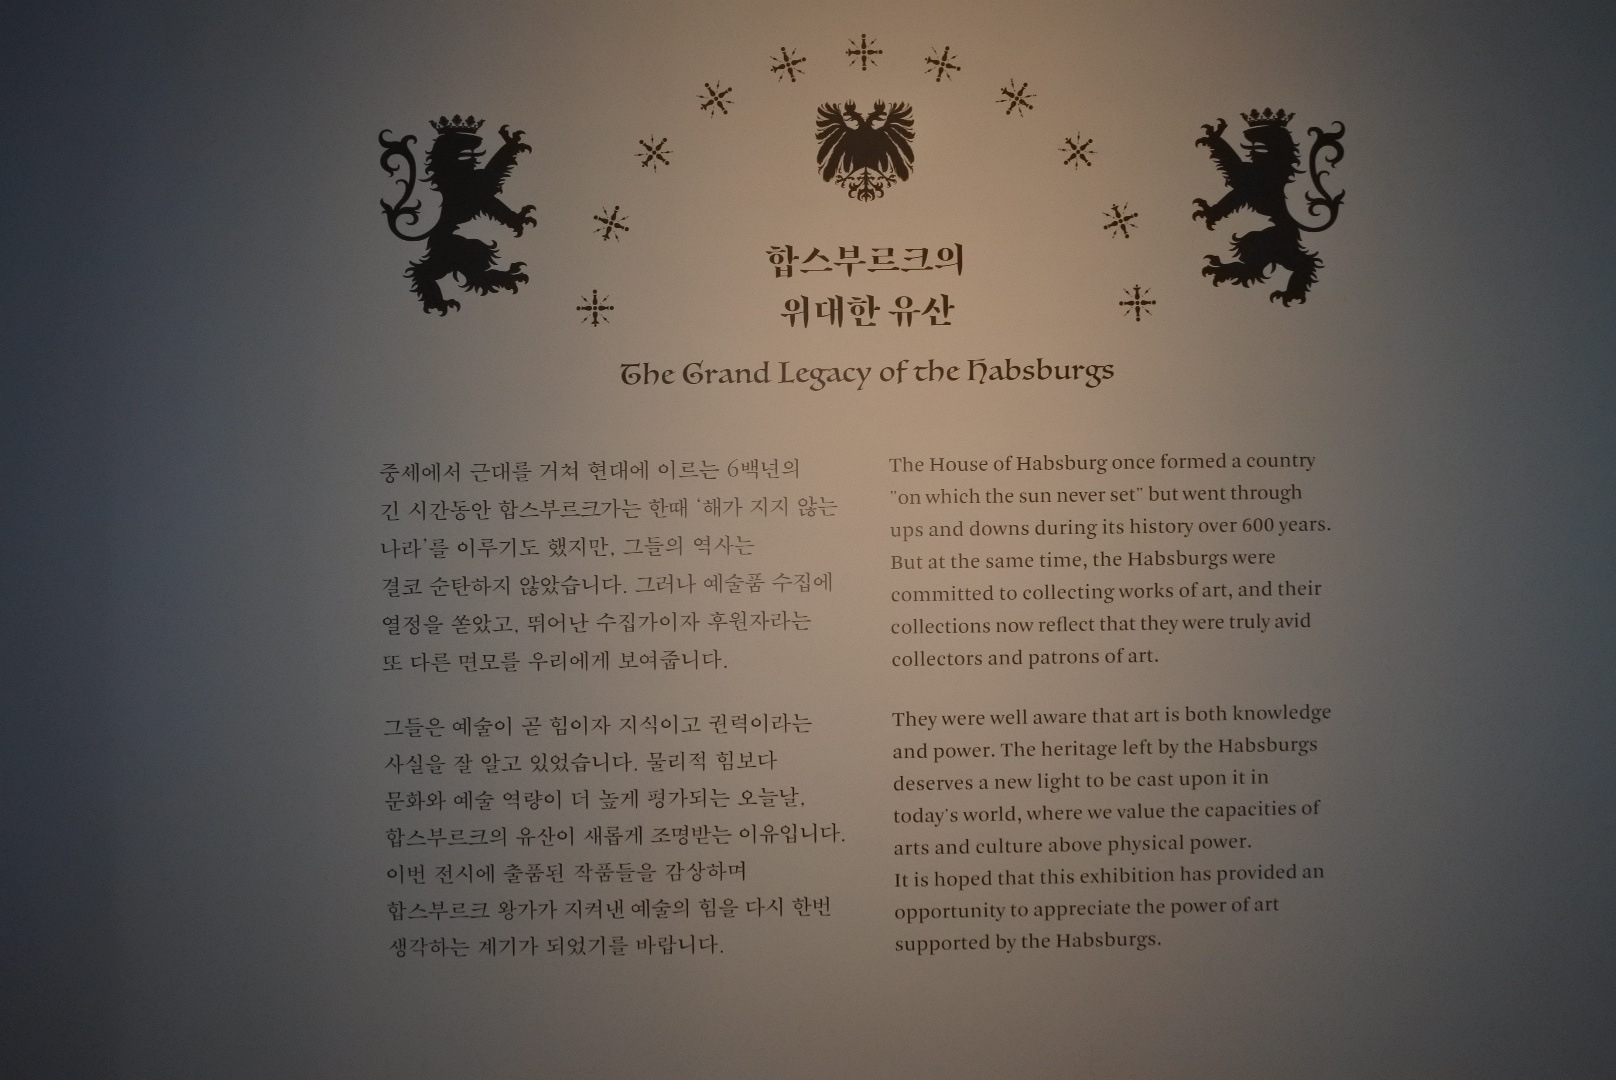 합스부르크의
위대한 유산
The Grand Legacy of the Habsburgs
중세에서 근대를 거쳐 현대에 이르는 6백년의
긴 시간동안 합스부르크가는 한때 ‘해가 지지 않는
나라’를 이루기도 했지만, 그들의 역사는
결코 순탄하지 않았습니다. 그러나 예술품 수집에
열정을 쏟았고, 뛰어난 수집가이자 후원자라는
또 다른 면모를 우리에게 보여줍니다.
그들은 예술이 곧 힘이자 지식이고 권력이라는
사실을 잘 알고 있었습니다. 물리적 힘보다
문화와 예술 역량이 더 높게 평가되는 오늘날,
합스부르크의 유산이 새롭게 조명받는 이유입니다.
이번 전시에 출품된 작품들을 감상하며
합스부르크 왕가가 지켜낸 예술의 힘을 다시 한번
생각하는 계기가 되었기를 바랍니다.
The House of Habsburg once formed a country
"on which the sun never set" but went through
ups and downs during its history over 600 years.
But at the same time, the Habsburgs were
committed to collecting works of art, and their
collections now reflect that they were truly avid
collectors and patrons of art.
They were well aware that art is both knowledge
and power. The heritage left by the Habsburgs
deserves a new light to be cast upon it in
today's world, where we value the capacities of
arts and culture above physical power.
It is hoped that this exhibition has provided an
opportunity to appreciate the power of art
supported by the Habsburgs.